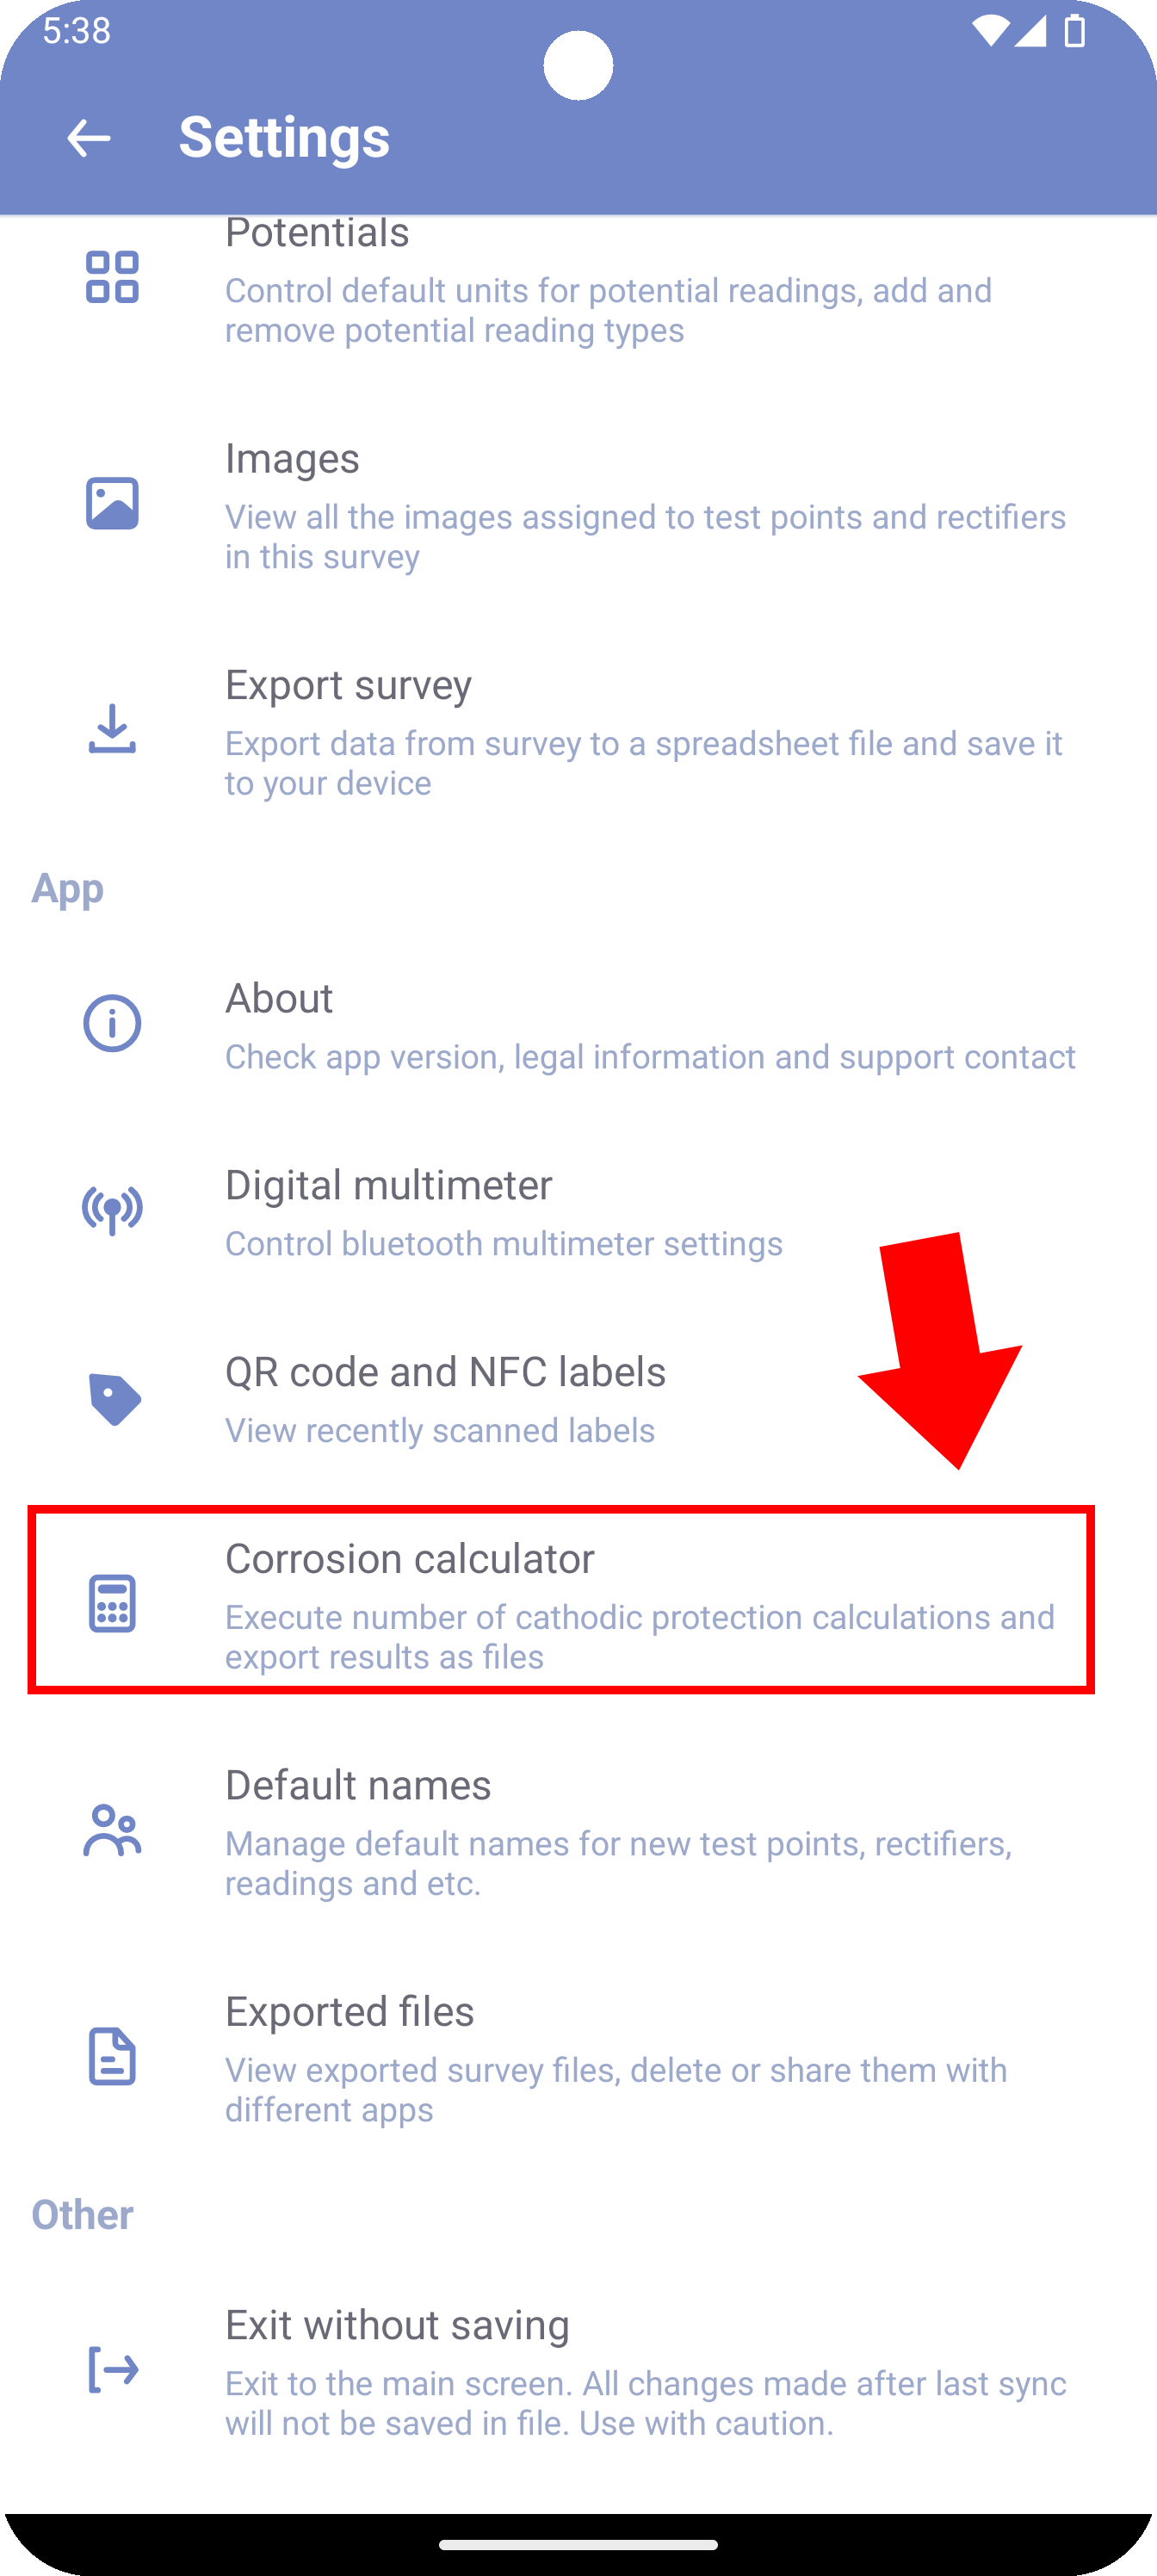 5:38
Settings
Potentials
Control default units for potential readings, add and
remove potential reading types
Images
View all the images assigned to test points and rectifiers
in this survey
Export survey
Export data from survey to a spreadsheet file and save it
to your device
App
About
Check app version, legal information and support contact
Digital multimeter
Control bluetooth multimeter settings
QR code and NFC labels
View recently scanned labels
Corrosion calculator
Execute number of cathodic protection calculations and
export results as files
Default names
Manage default names for new test points, rectifiers,
readings and etc.
Exported files
View exported survey files, delete or share them with
different apps
Other
Exit without saving
Exit to the main screen. All changes made after last sync
will not be saved in file. Use with caution.